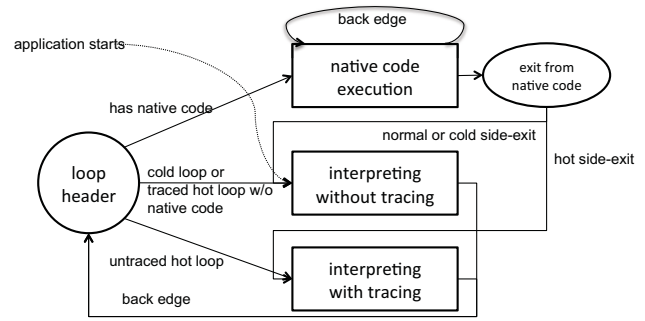 back edge
application starts
native code
execution
exit from
native code
has native code
normal or cold side-exit
hot side-exit
loop
header
cold loop or
traced hot loop w/o
native code
interpreting
without tracing
untraced hot loop
interpreting
with tracing
back edge